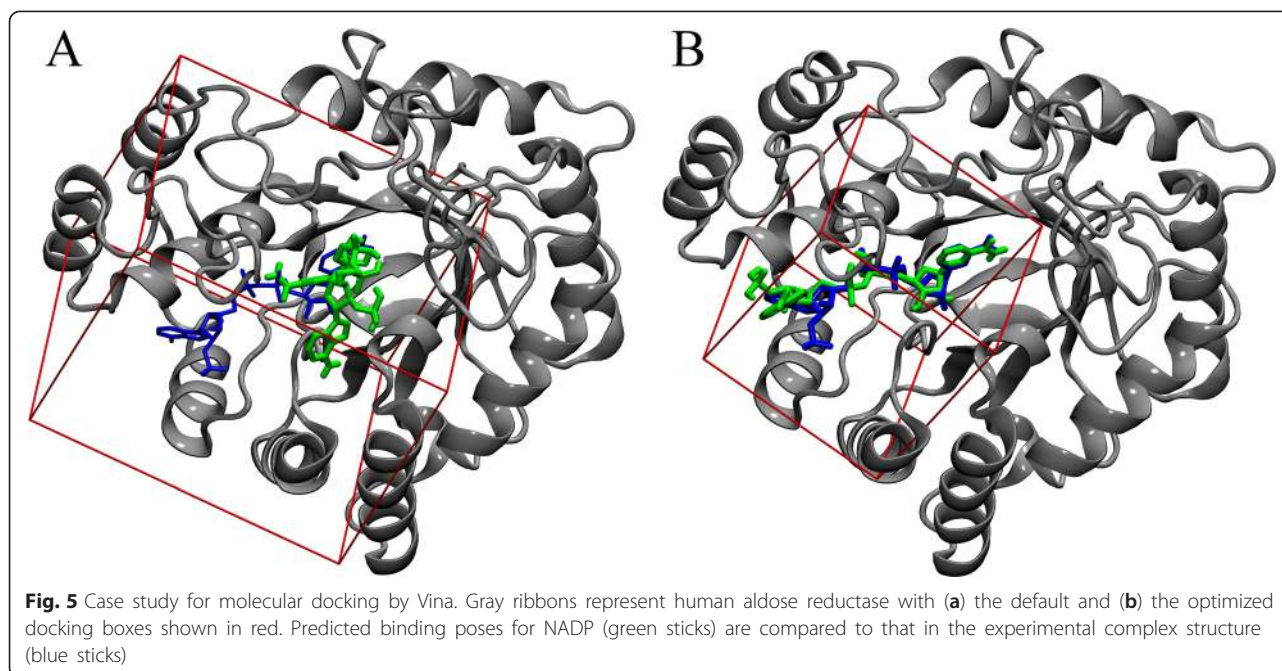 A
B
Fig. 5 Case study for molecular docking by Vina. Gray ribbons represent human aldose reductase with (a) the default and (b) the optimized
docking boxes shown in red. Predicted binding poses for NADP (green sticks) are compared to that in the experimental complex structure
(blue sticks)